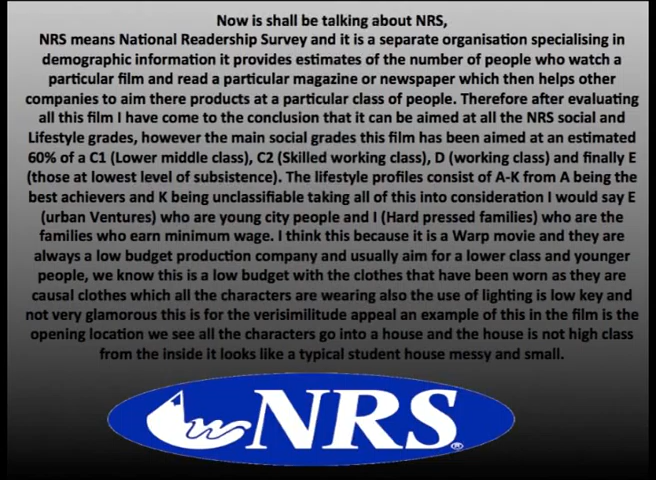 Now is shall be talking about NRS,
NRS means National Readership Survey and it is a separate organisation specialising in
demographic information it provides estimates of the number of people who watch a
particular film and read a particular magazine or newspaper which then helps other
companies to aim there products at a particular class of people. Therefore after evaluating
all this film I have come to the conclusion that it can be aimed at all the NRS social and
Lifestyle grades, however the main social grades this film has been aimed at an estimated
60% of a C1 (Lower middle class), C2 (Skilled working class), D (working class) and finally E
(those at lowest level of subsistence). The lifestyle profiles consist of A-K from A being the
best achievers and K being unclassifiable taking all of this into consideration I would say E
(urban Ventures) who are young city people and I (Hard pressed families) who are the
families who earn minimum wage. I think this because it is a Warp movie and they are
always a low budget production company and usually aim for a lower class and younger
people, we know this is a low budget with the clothes that have been worn as they are
causal clothes which all the characters are wearing also the use of lighting is low key and
not very glamorous this is for the verisimilitude appeal an example of this in the film is the
opening location we see all the characters go into a house and the house is not high class
from the inside it looks like a typical student house messy and small.
NRS®